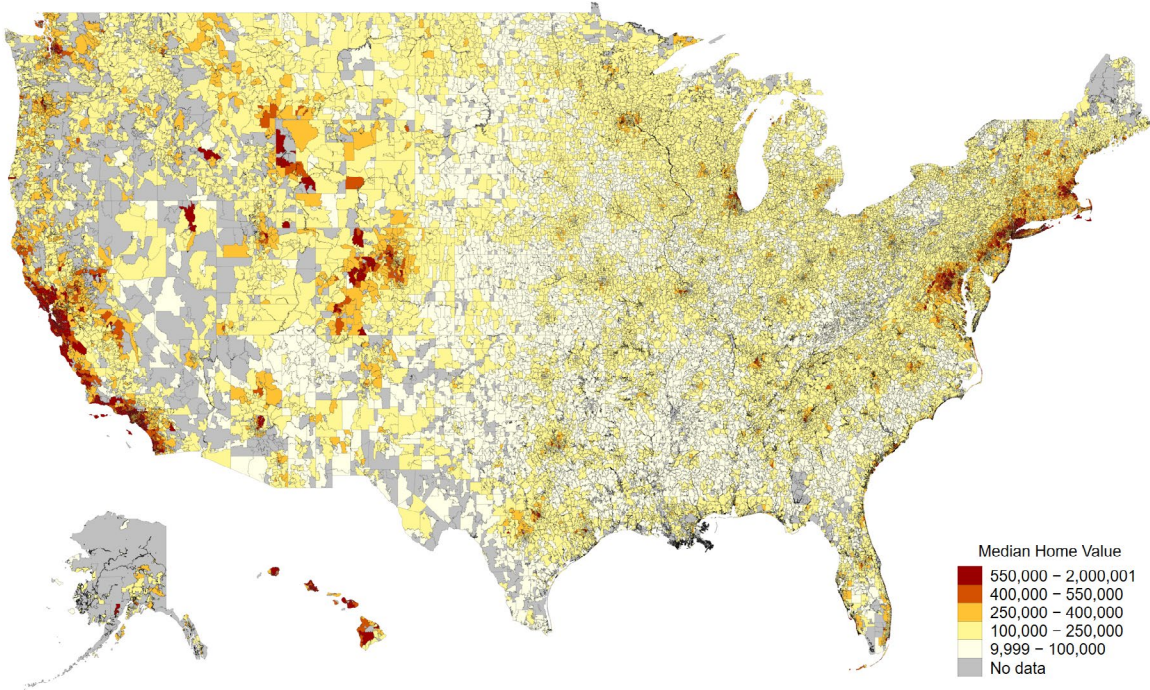 Median Home Value
550,000 – 2,000,001
400,000 – 550,000
250,000 – 400,000
100,000 – 250,000
9,999 – 100,000
No data